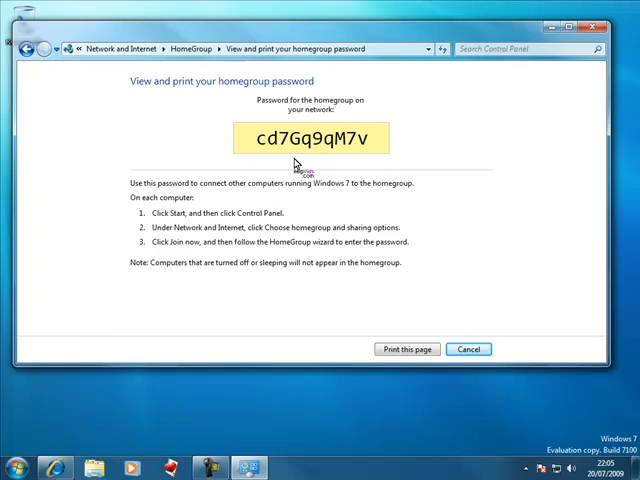 « Network and Internet ▸ HomeGroup ▸ View and print your homegroup password
Search Control Panel
View and print your homegroup password
Password for the homegroup on
your network:
cd7Gq9qM7v
.com
Use this password to connect other computers running Windows 7 to the homegroup.
On each computer:
1. Click Start, and then click Control Panel.
2. Under Network and Internet, click Choose homegroup and sharing options.
3. Click Join now, and then follow the HomeGroup wizard to enter the password.
Note: Computers that are turned off or sleeping will not appear in the homegroup.
Print this page
Cancel
Windows 7
Evaluation copy. Build 7100
22:05
20/07/2009